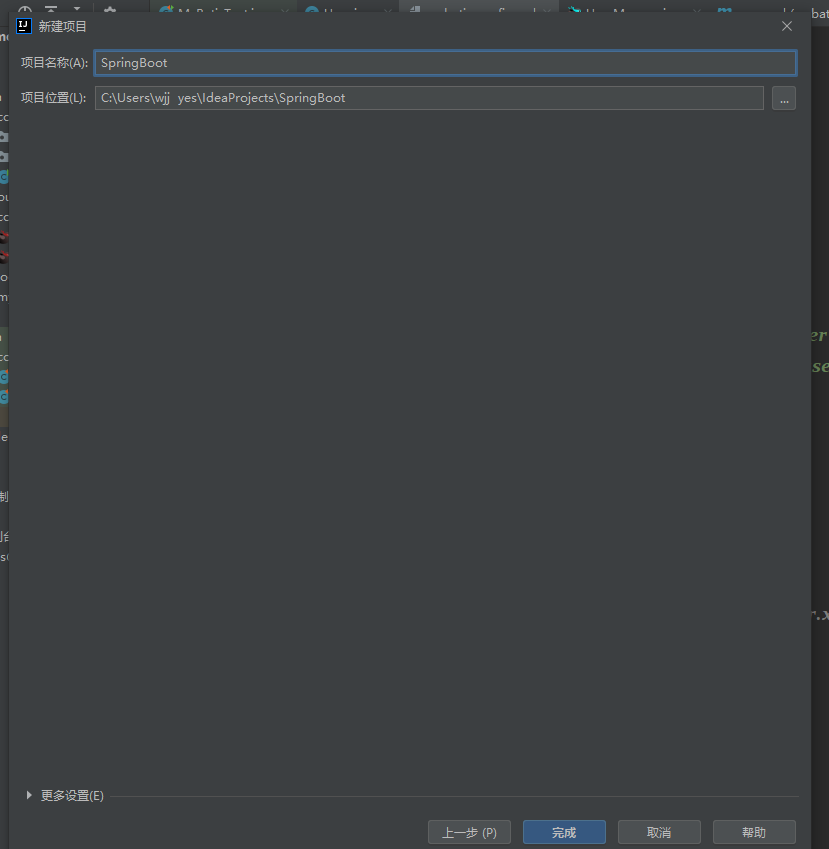 新建项目
项目名称(A): SpringBoot
项目位置(L): C:\Users\wjj yes\IdeaProjects\SpringBoot ...
更多设置(E)
上一步 (P) 完成 取消 帮助